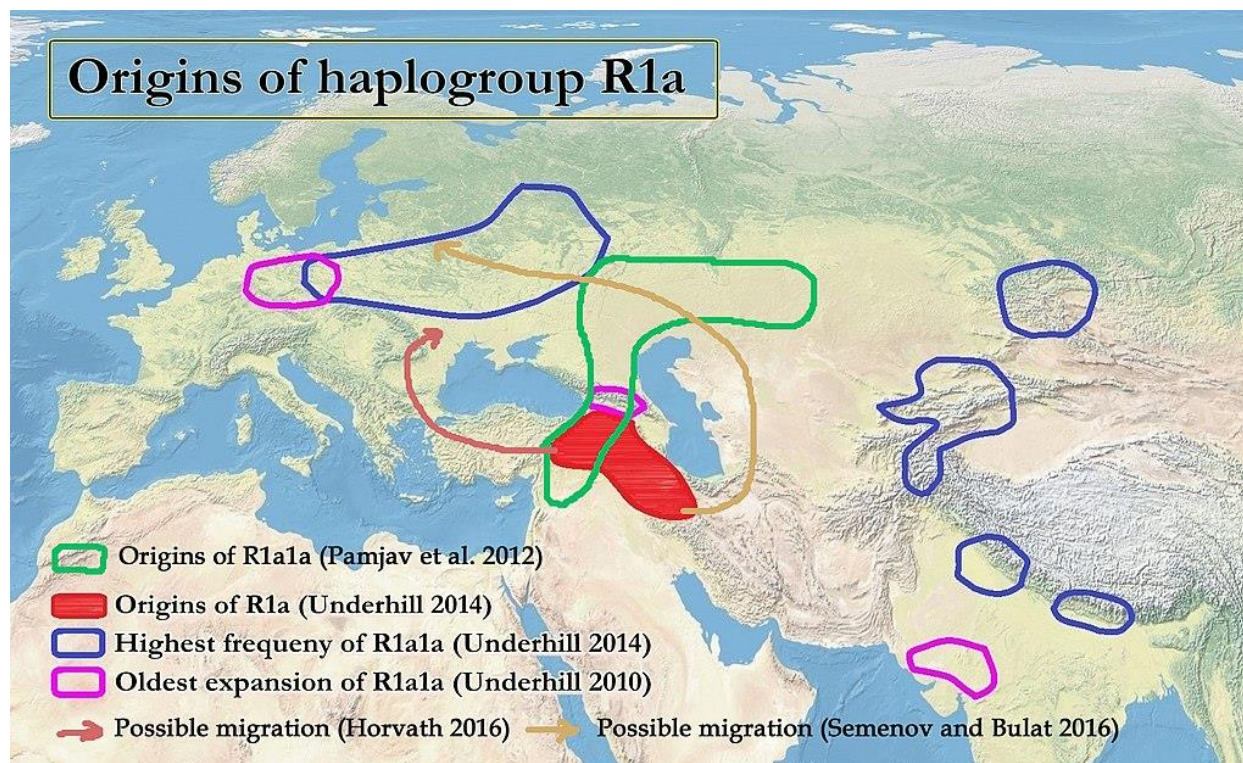 Origins of haplogroup R1a
Origins of R1a1a (Pamjav et al. 2012)
Origins of R1a (Underhill 2014)
Highest frequeny of R1a1a (Underhill 2014)
Oldest expansion of R1a1a (Underhill 2010)
Possible migration (Horvath 2016)
Possible migration (Semenov and Bulat 2016)